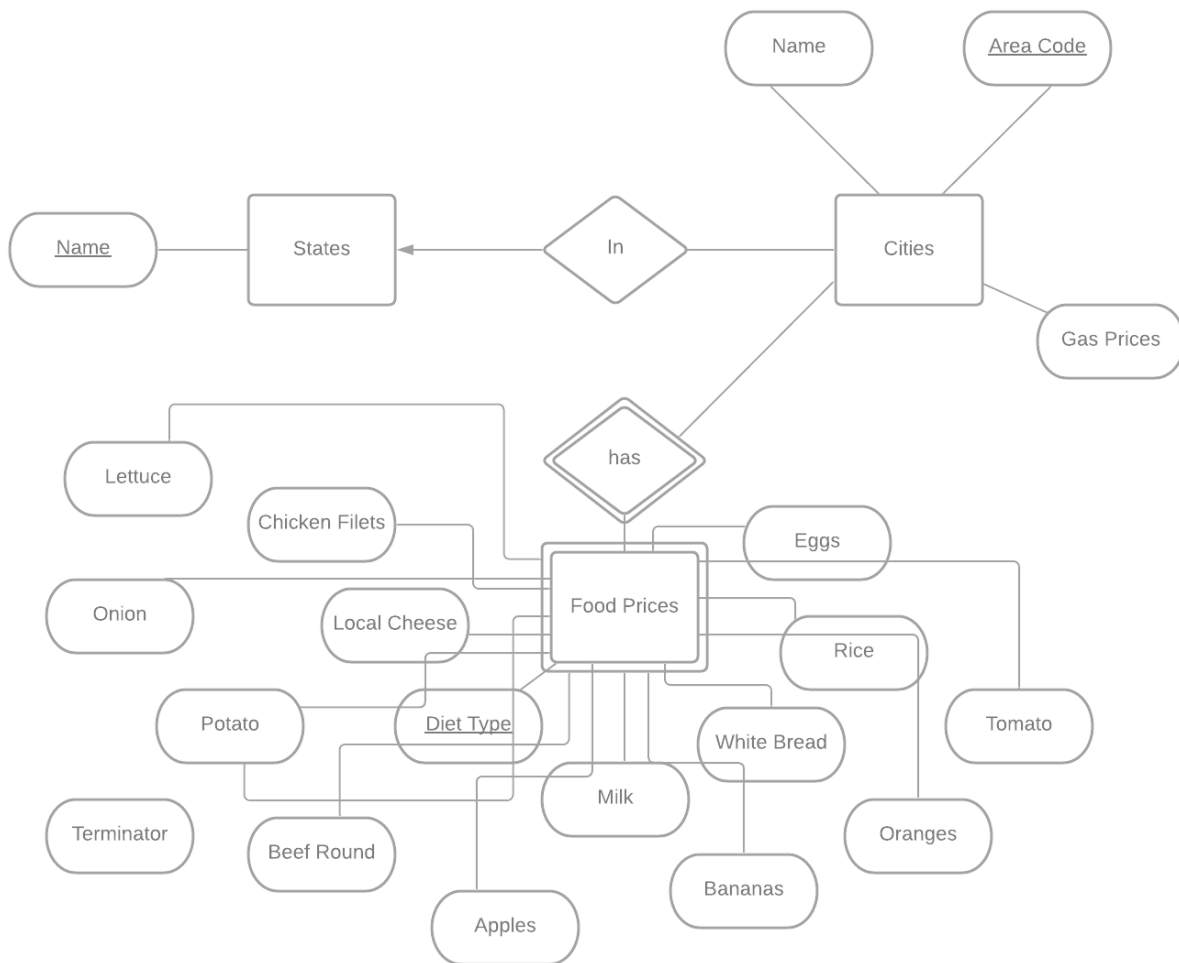 Name
Area Code
Name
States
In
Cities
Gas Prices
Lettuce
has
Chicken Filets
Eggs
Onion
Local Cheese
Food Prices
Rice
Potato
Diet Type
White Bread
Tomato
Terminator
Beef Round
Milk
Oranges
Apples
Bananas